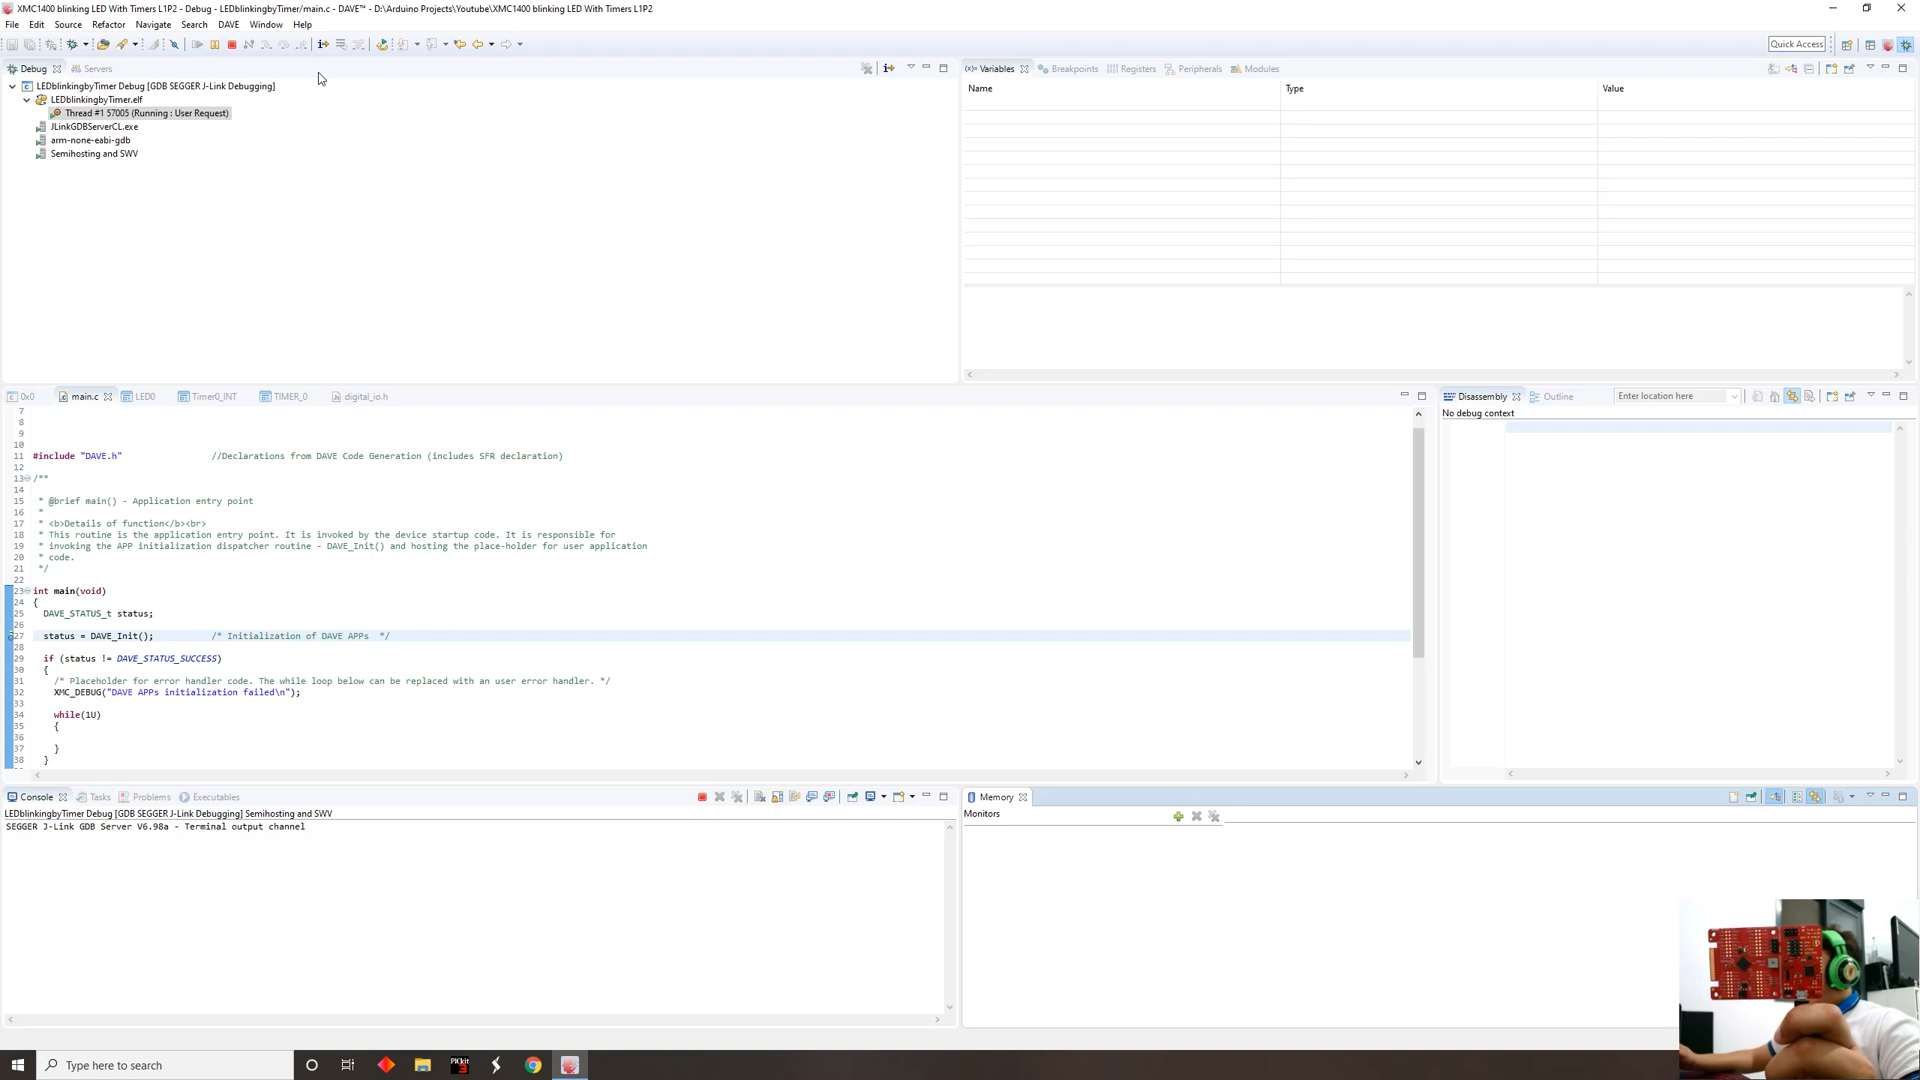 XMC1400 blinking LED With Timers L1P2 - Debug - LEDblinkingbyTimer/main.c - DAVE™ - D:\Arduino Projects\Youtube\XMC1400 blinking LED With Timers L1P2
File Edit Source Refactor Navigate Search DAVE Window Help
Quick Access
Debug Servers
LEDblinkingbyTimer Debug [GDB SEGGER J-Link Debugging]
LEDblinkingbyTimer.elf
Thread #1 57005 (Running : User Request)
JLinkGDBServerCL.exe
arm-none-eabi-gdb
Semihosting and SWV
(x)= Variables Breakpoints Registers Peripherals Modules
Name Type Value
0x0 main.c LED0 Timer0_INT TIMER_0 digital_io.h
7
8
9
10
11 #include "DAVE.h" //Declarations from DAVE Code Generation (includes SFR declaration)
12
13 /**
14
15 * @brief main() - Application entry point
16 *
17 * <b>Details of function</b><br>
18 * This routine is the application entry point. It is invoked by the device startup code. It is responsible for
19 * invoking the APP initialization dispatcher routine - DAVE_Init() and hosting the place-holder for user application
20 * code.
21 */
22
23 int main(void)
24 {
25 DAVE_STATUS_t status;
26
27 status = DAVE_Init(); /* Initialization of DAVE APPs */
28
29 if (status != DAVE_STATUS_SUCCESS)
30 {
31 /* Placeholder for error handler code. The while loop below can be replaced with an user error handler. */
32 XMC_DEBUG("DAVE APPs initialization failed\n");
33
34 while(1U)
35 {
36
37 }
38 }
Disassembly Outline Enter location here
No debug context
Console Tasks Problems Executables
LEDblinkingbyTimer Debug [GDB SEGGER J-Link Debugging] Semihosting and SWV
SEGGER J-Link GDB Server V6.98a - Terminal output channel
Memory
Monitors
Type here to search
PICkit
3